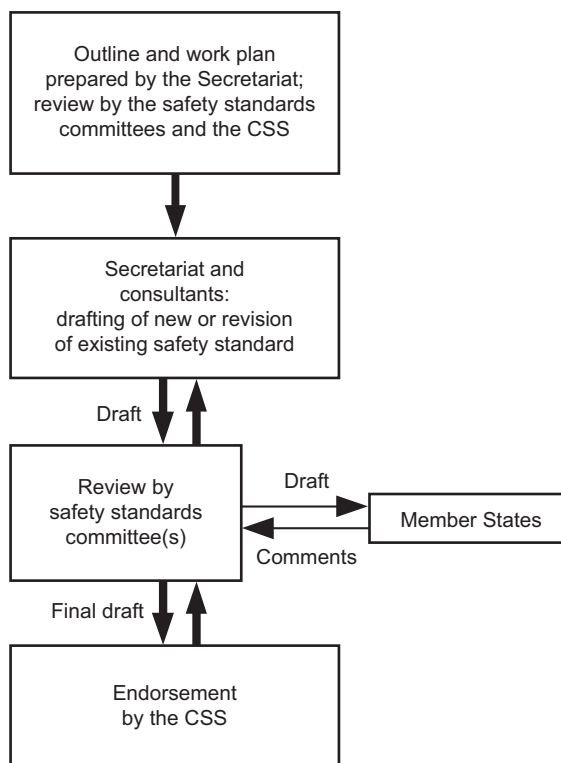 Outline and work plan
prepared by the Secretariat;
review by the safety standards
committees and the CSS
Secretariat and
consultants:
drafting of new or revision
of existing safety standard
Draft
Review by
safety standards
committee(s)
Draft
Member States
Comments
Final draft
Endorsement
by the CSS